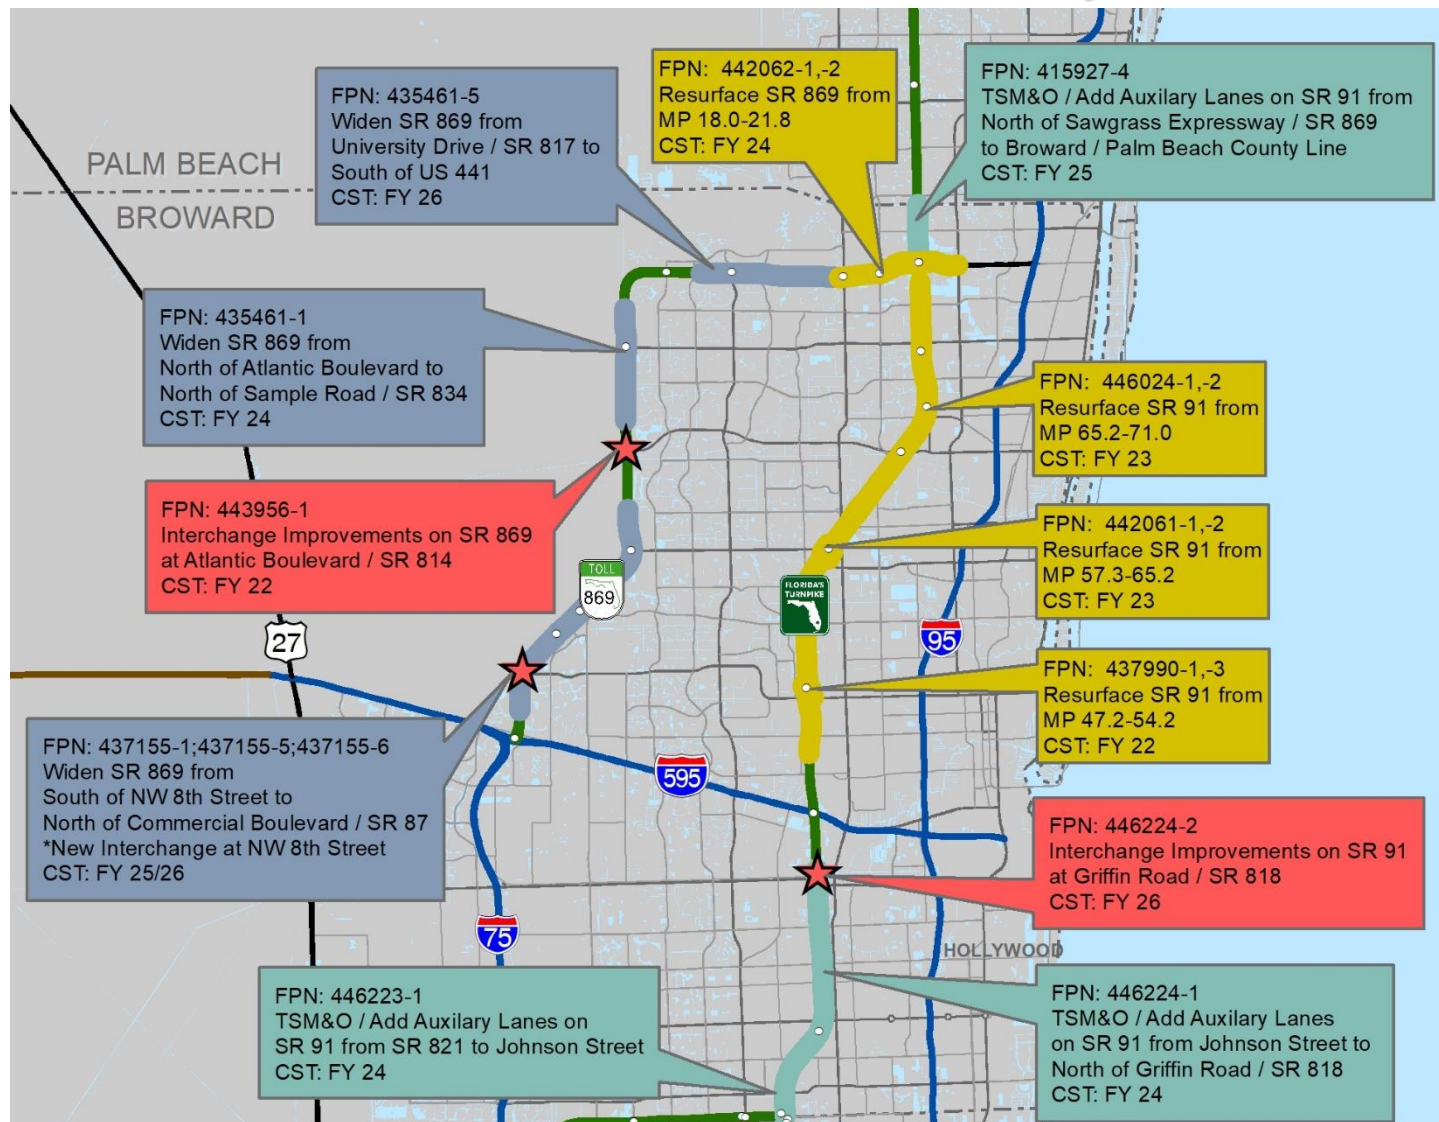 FPN: 442062-1,-2
Resurface SR 869 from
MP 18.0-21.8
CST: FY 24
FPN: 415927-4
TSM&O / Add Auxilary Lanes on SR 91 from
North of Sawgrass Expressway / SR 869
to Broward / Palm Beach County Line
CST: FY 25
FPN: 435461-5
Widen SR 869 from
University Drive / SR 817 to
South of US 441
CST: FY 26
PALM BEACH
BROWARD
FPN: 435461-1
Widen SR 869 from
North of Atlantic Boulevard to
North of Sample Road / SR 834
CST: FY 24
FPN: 446024-1,-2
Resurface SR 91 from
MP 65.2-71.0
CST: FY 23
FPN: 443956-1
Interchange Improvements on SR 869
at Atlantic Boulevard / SR 814
CST: FY 22
FPN: 442061-1,-2
Resurface SR 91 from
MP 57.3-65.2
CST: FY 23
TOLL
869
FLORIDA'S
TURNPIKE
27
95
FPN: 437990-1,-3
Resurface SR 91 from
MP 47.2-54.2
CST: FY 22
FPN: 437155-1;437155-5;437155-6
Widen SR 869 from
South of NW 8th Street to
North of Commercial Boulevard / SR 87
*New Interchange at NW 8th Street
CST: FY 25/26
595
FPN: 446224-2
Interchange Improvements on SR 91
at Griffin Road / SR 818
CST: FY 26
75
HOLLYWOOD
FPN: 446223-1
TSM&O / Add Auxilary Lanes on
SR 91 from SR 821 to Johnson Street
CST: FY 24
FPN: 446224-1
TSM&O / Add Auxilary Lanes
on SR 91 from Johnson Street to
North of Griffin Road / SR 818
CST: FY 24